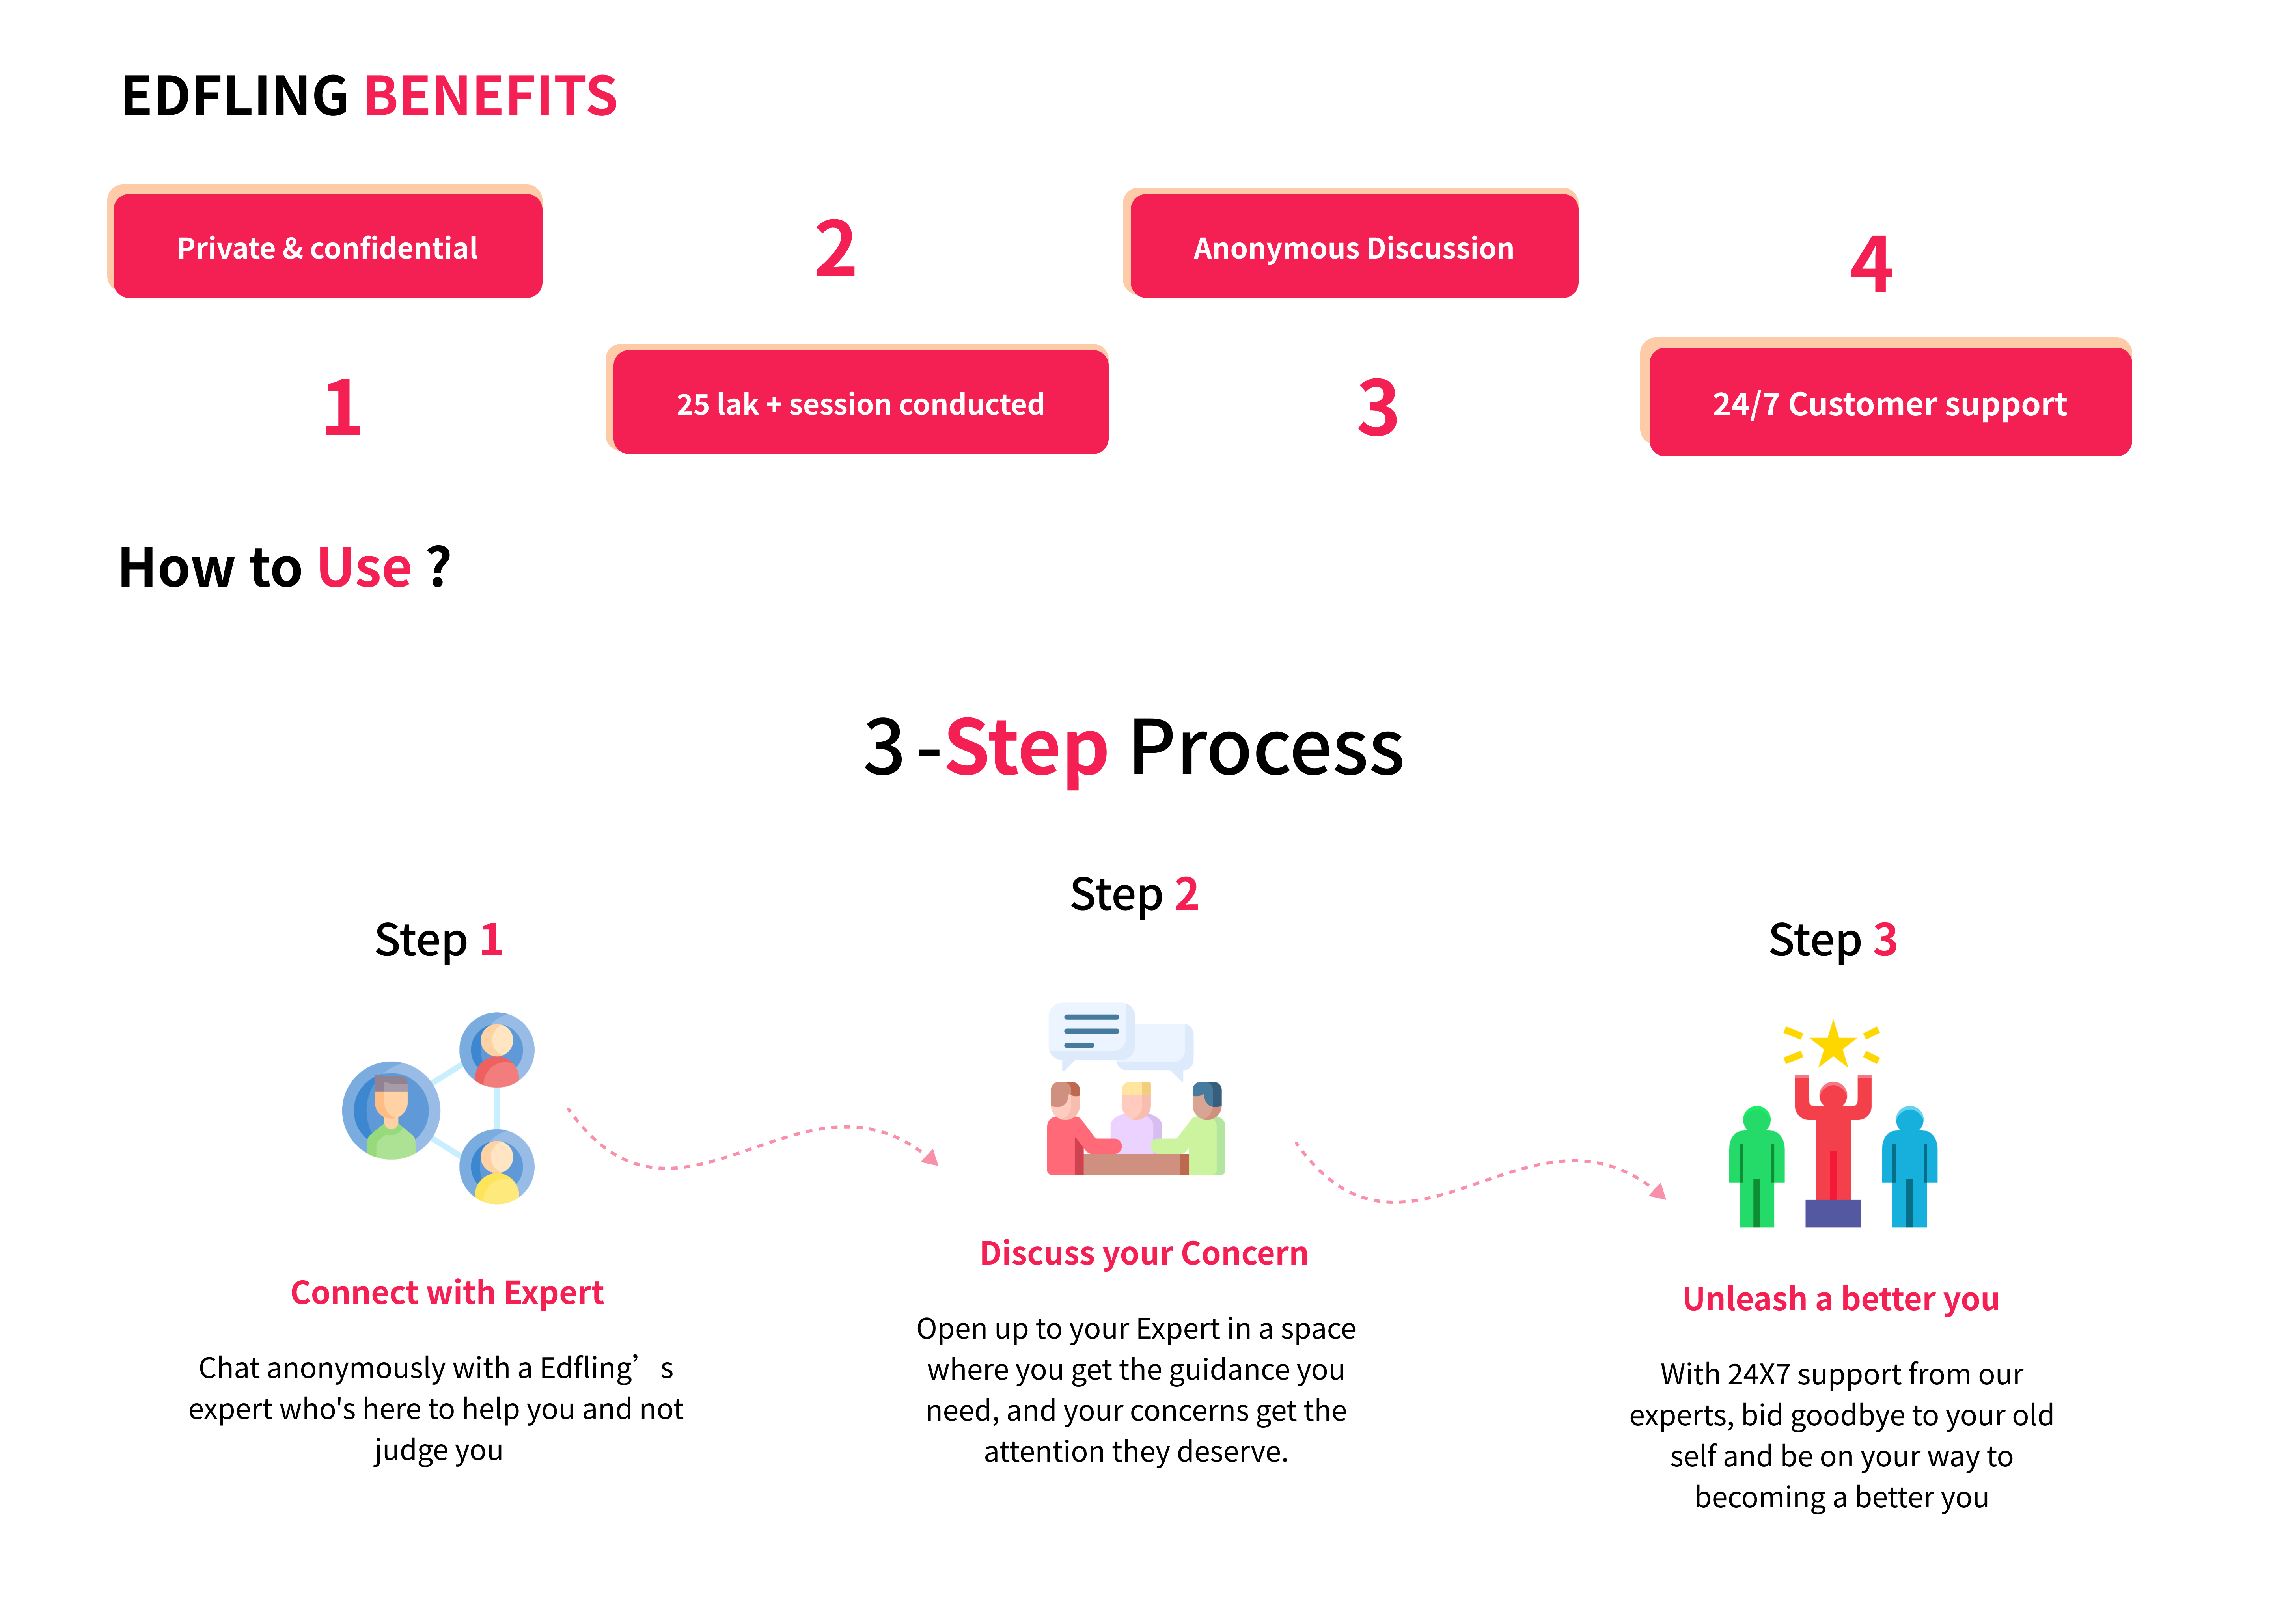 EDFLING BENEFITS
Private & confidential
1
2
25 lak + session conducted
Anonymous Discussion
3
4
24/7 Customer support
How to Use ?
3 -Step Process
Step 1
Connect with Expert
Chat anonymously with a Edfling’ s
expert who's here to help you and not
judge you
Step 2
Discuss your Concern
Open up to your Expert in a space
where you get the guidance you
need, and your concerns get the
attention they deserve.
Step 3
Unleash a better you
With 24X7 support from our
experts, bid goodbye to your old
self and be on your way to
becoming a better you